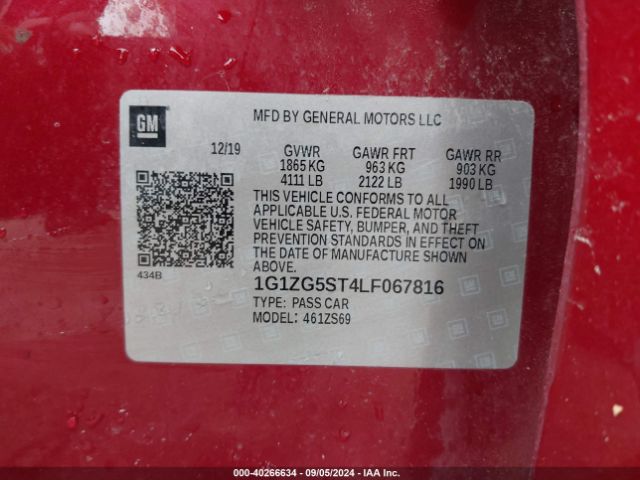 GM
MFD BY GENERAL MOTORS LLC
12/19 GVWR GAWR FRT GAWR RR
1865 KG 963 KG 903 KG
4111 LB 2122 LB 1990 LB
THIS VEHICLE CONFORMS TO ALL
APPLICABLE U.S. FEDERAL MOTOR
VEHICLE SAFETY, BUMPER, AND THEFT
PREVENTION STANDARDS IN EFFECT ON
THE DATE OF MANUFACTURE SHOWN
ABOVE.
434B
1G1ZG5ST4LF067816
TYPE: PASS CAR
MODEL: 461ZS69
000-40266634 - 09/05/2024 - IAA Inc.